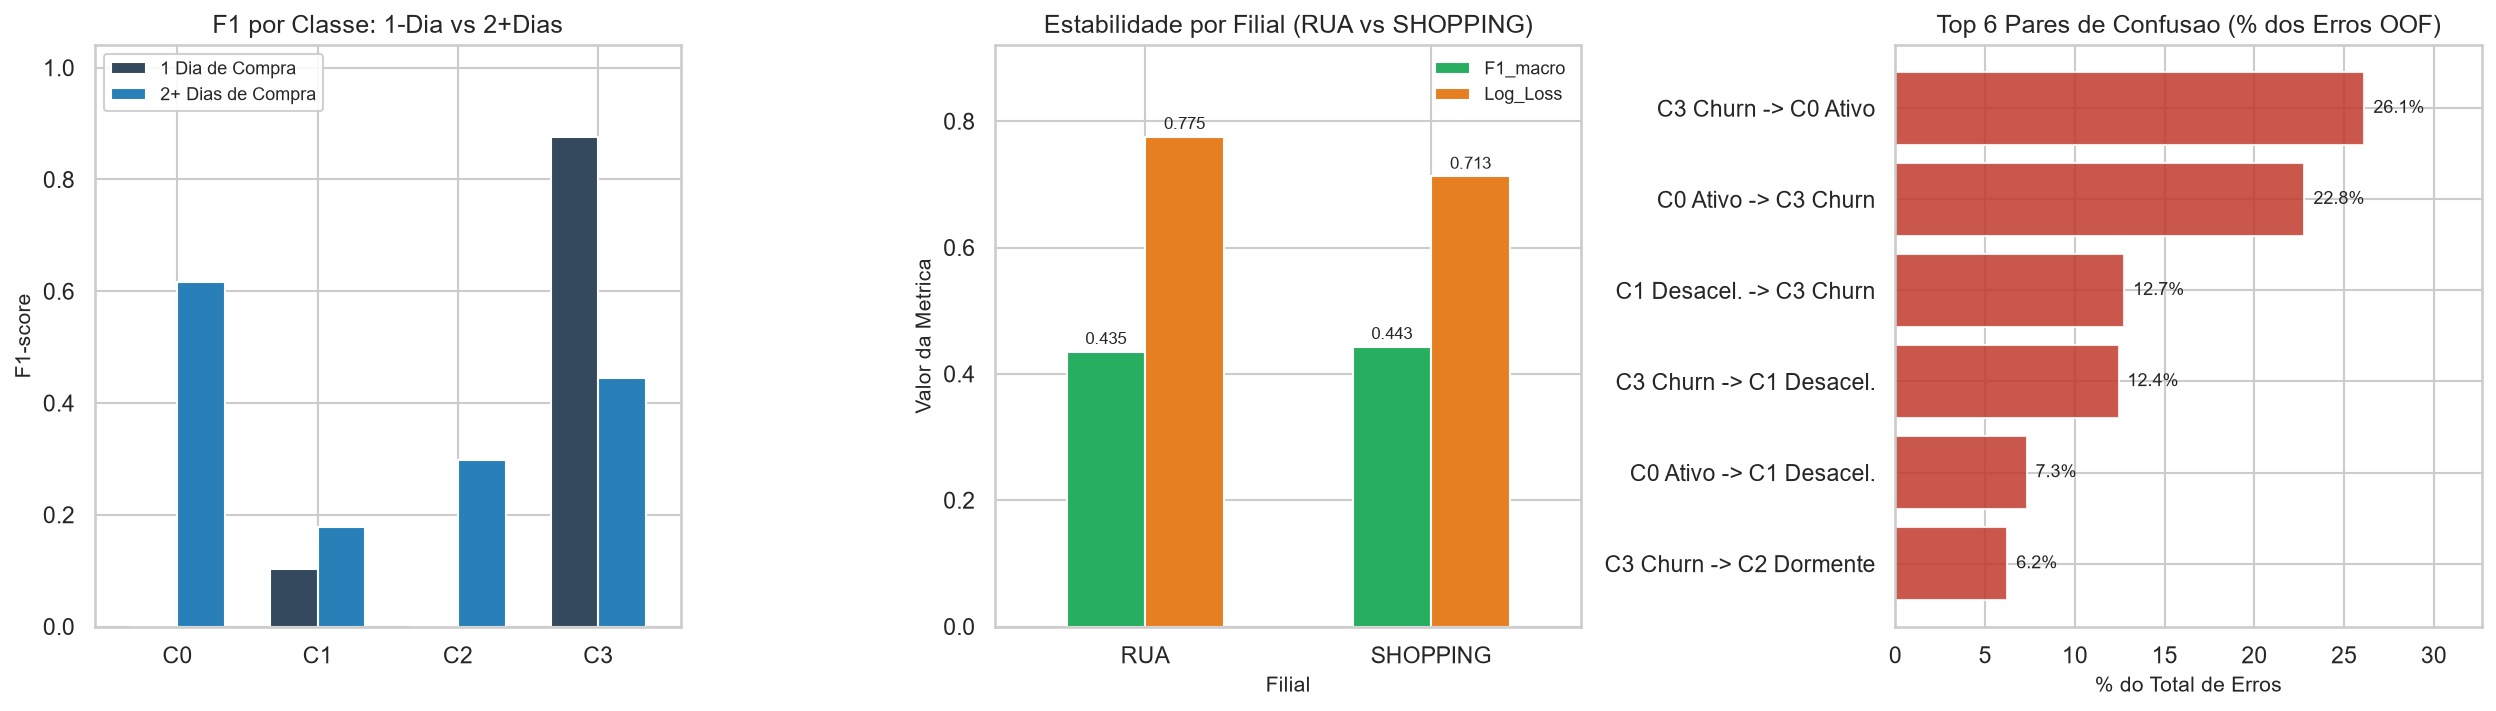 F1 por Classe: 1-Dia vs 2+Dias
1 Dia de Compra
2+ Dias de Compra
F1-score
1.0
0.8
0.6
0.4
0.2
0.0
C0
C1
C2
C3
Estabilidade por Filial (RUA vs SHOPPING)
F1_macro
Log_Loss
Valor da Metrica
0.8
0.6
0.4
0.2
0.0
0.435
0.775
0.443
0.713
RUA
SHOPPING
Filial
Top 6 Pares de Confusao (% dos Erros OOF)
C3 Churn -> C0 Ativo
26.1%
C0 Ativo -> C3 Churn
22.8%
C1 Desacel. -> C3 Churn
12.7%
C3 Churn -> C1 Desacel.
12.4%
C0 Ativo -> C1 Desacel.
7.3%
C3 Churn -> C2 Dormente
6.2%
0
5
10
15
20
25
30
% do Total de Erros